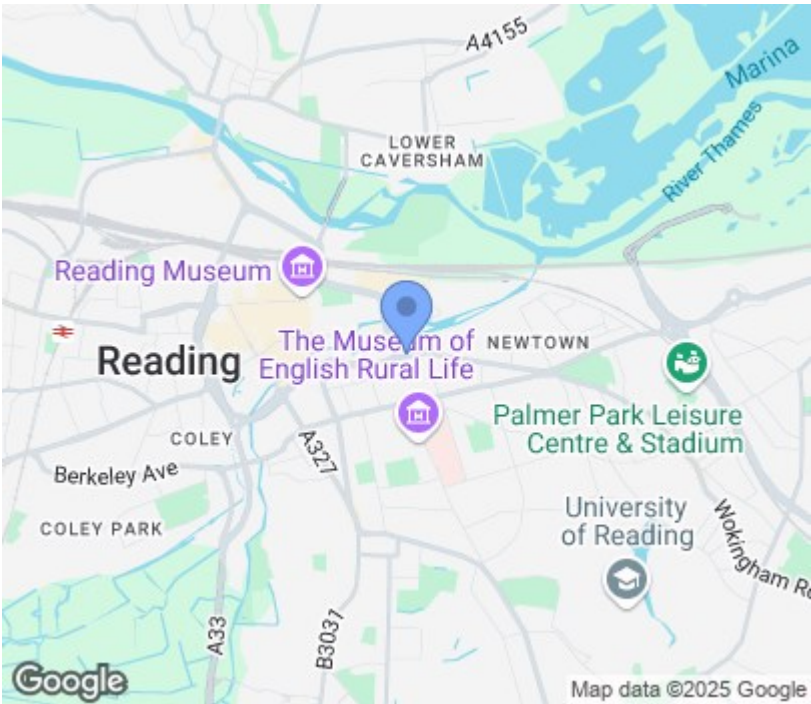 A4155
Marina
LOWER
CAVERSHAM
River Thames
Reading Museum
The Museum of
English Rural Life
NEWTOWN
Reading
Palmer Park Leisure
Centre & Stadium
COLEY
A327
Berkeley Ave
University
of Reading
Wokingham Ro
COLEY PARK
A33
B3031
Google
Map data ©2025 Google